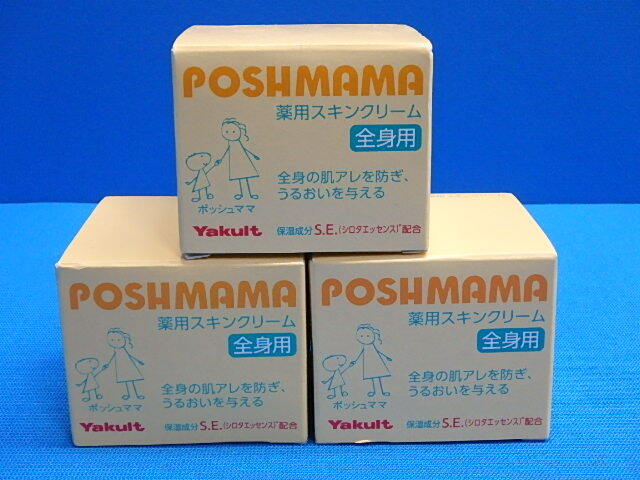 POSHMAMA
薬用スキンクリーム
全身用
全身の肌アレを防ぎ、
うるおいを与える
ポッシュママ
Yakult 保湿成分S.E.(シロタエッセンス)*配合
POSHMAMA
薬用スキンクリーム
全身用
全身の肌アレを防ぎ、
うるおいを与える
ポッシュママ
Yakult 保湿成分S.E.(シロタエッセンス)*配合
POSHMAMA
薬用スキンクリーム
全身用
全身の肌アレを防ぎ、
うるおいを与える
ポッシュママ
Yakult 保湿成分S.E.(シロタエッセンス)*配合